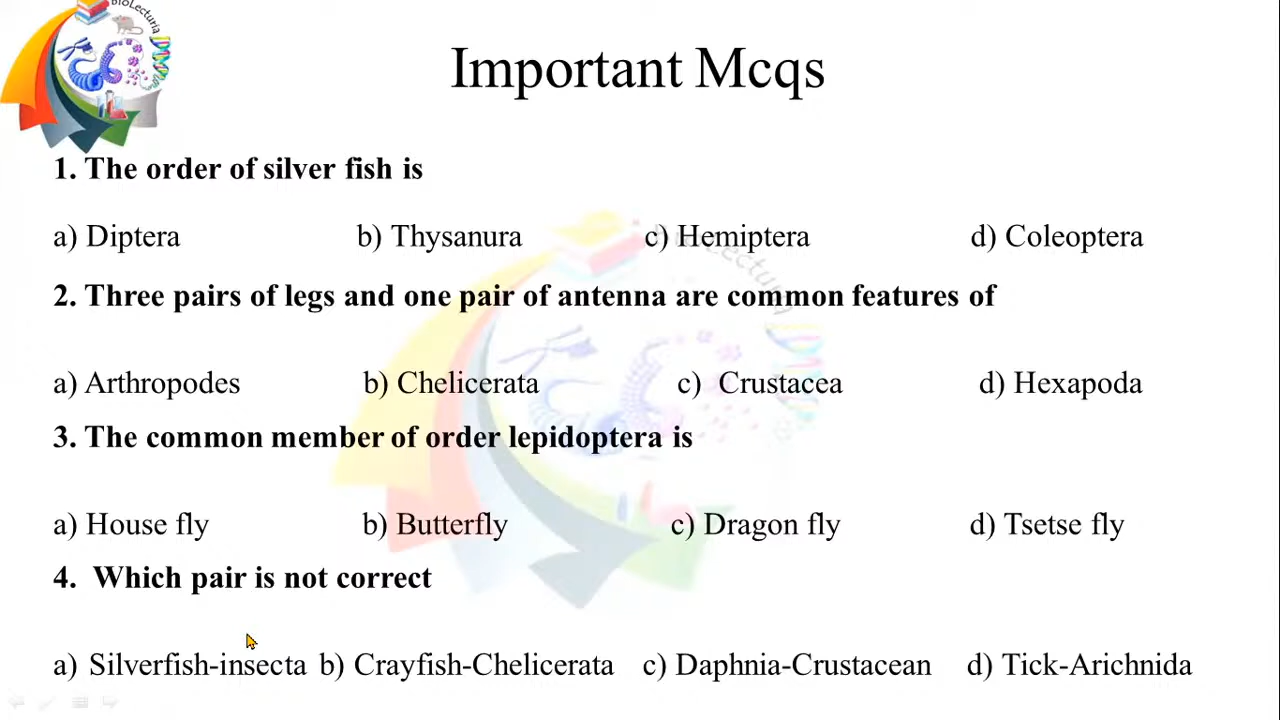 BioLecturia
Important Mcqs
1. The order of silver fish is
a) Diptera b) Thysanura c) Hemiptera d) Coleoptera
2. Three pairs of legs and one pair of antenna are common features of
a) Arthropodes b) Chelicerata c) Crustacea d) Hexapoda
3. The common member of order lepidoptera is
a) House fly b) Butterfly c) Dragon fly d) Tsetse fly
4. Which pair is not correct
a) Silverfish-insecta b) Crayfish-Chelicerata c) Daphnia-Crustacean d) Tick-Arichnida